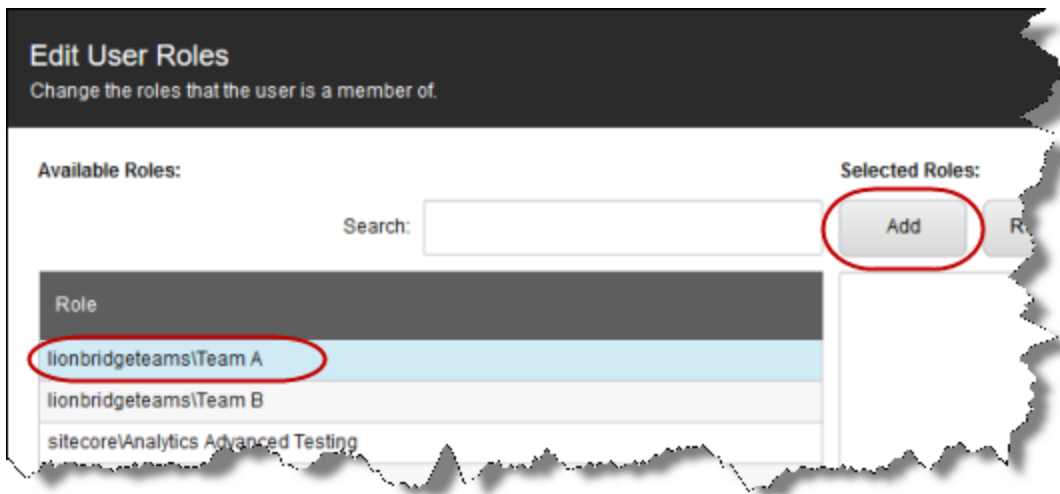 Edit User Roles
Change the roles that the user is a member of.
Available Roles:
Selected Roles:
Search:
Add
Role
lionbridgeteams\Team A
lionbridgeteams\Team B
sitecore\Analytics Advanced Testing